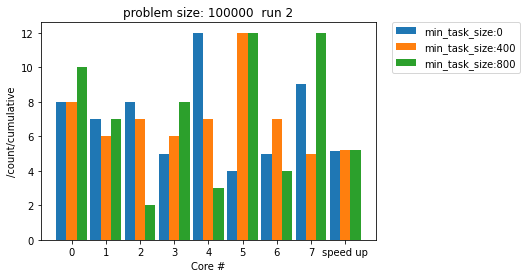 problem size: 100000  run 2
min_task_size:0
min_task_size:400
min_task_size:800
/count/cumulative
12
10
8
6
4
2
0
0 1 2 3 4 5 6 7 speed up
Core #